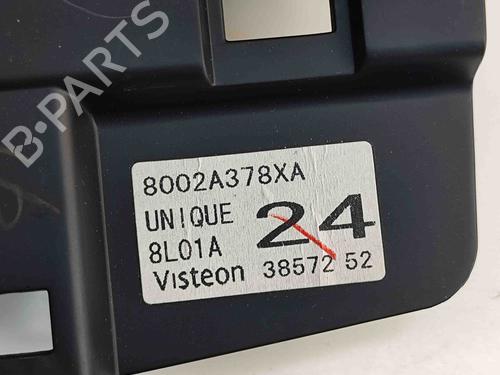 B-PARTS
8002A378XA
UNIQUE 24
8L01A
Visteon 38572 52